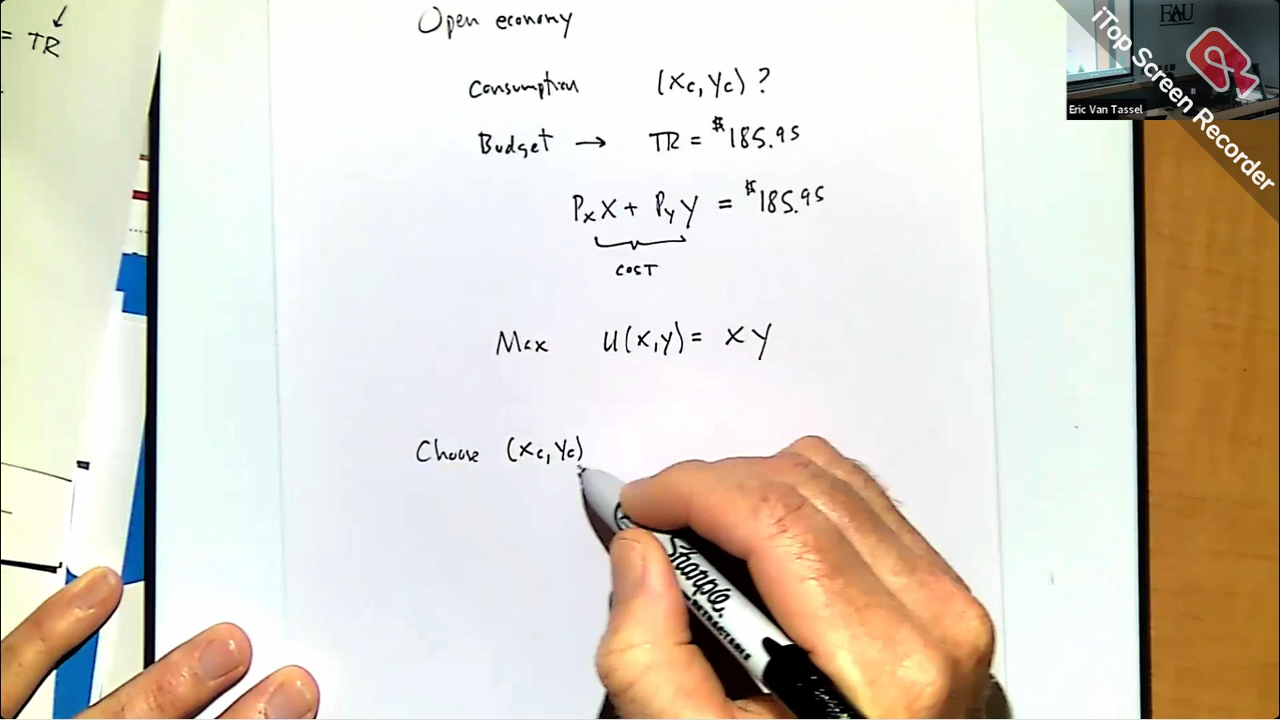 = TR
Open economy
Consumption (Xc, Yc) ?
Budget → TR = $185.95
PxX + PyY = $185.95
COST
Max U(X,Y) = XY
Choose (Xc, Yc)
Sharpie.
RETRACTABLE
FAU
Eric Van Tassel
iTop Screen Recorder